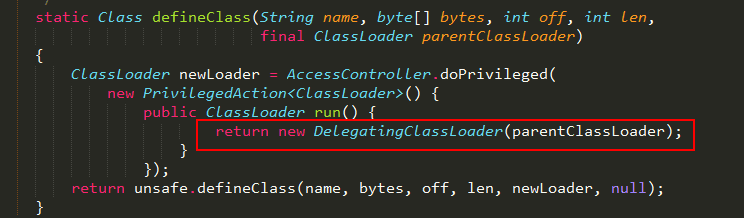 static Class defineClass(String name, byte[] bytes, int off, int len,
final ClassLoader parentClassLoader)
{
ClassLoader newLoader = AccessController.doPrivileged(
new PrivilegedAction<ClassLoader>() {
public ClassLoader run() {
return new DelegatingClassLoader(parentClassLoader);
}
});
return unsafe.defineClass(name, bytes, off, len, newLoader, null);
}